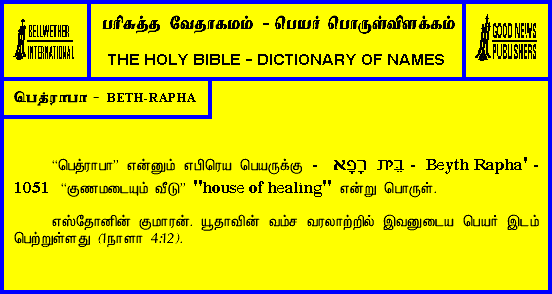 BELLWETHER
INTERNATIONAL
பரிசுத்த வேதாகமம் - பெயர் பொருள்விளக்கம்
THE HOLY BIBLE - DICTIONARY OF NAMES
GOOD NEWS
PUBLISHERS
பெத்ராபா - BETH-RAPHA
“பெத்ராபா” என்னும் எபிரெய பெயருக்கு - בֵּית רָפָא - Beyth Rapha' -
1051 “குணமடையும் வீடு” "house of healing" என்று பொருள்.
எஸ்தோனின் குமாரன். யூதாவின் வம்ச வரலாற்றில் இவனுடைய பெயர் இடம்
பெற்றுள்ளது (1நாளா 4:12).